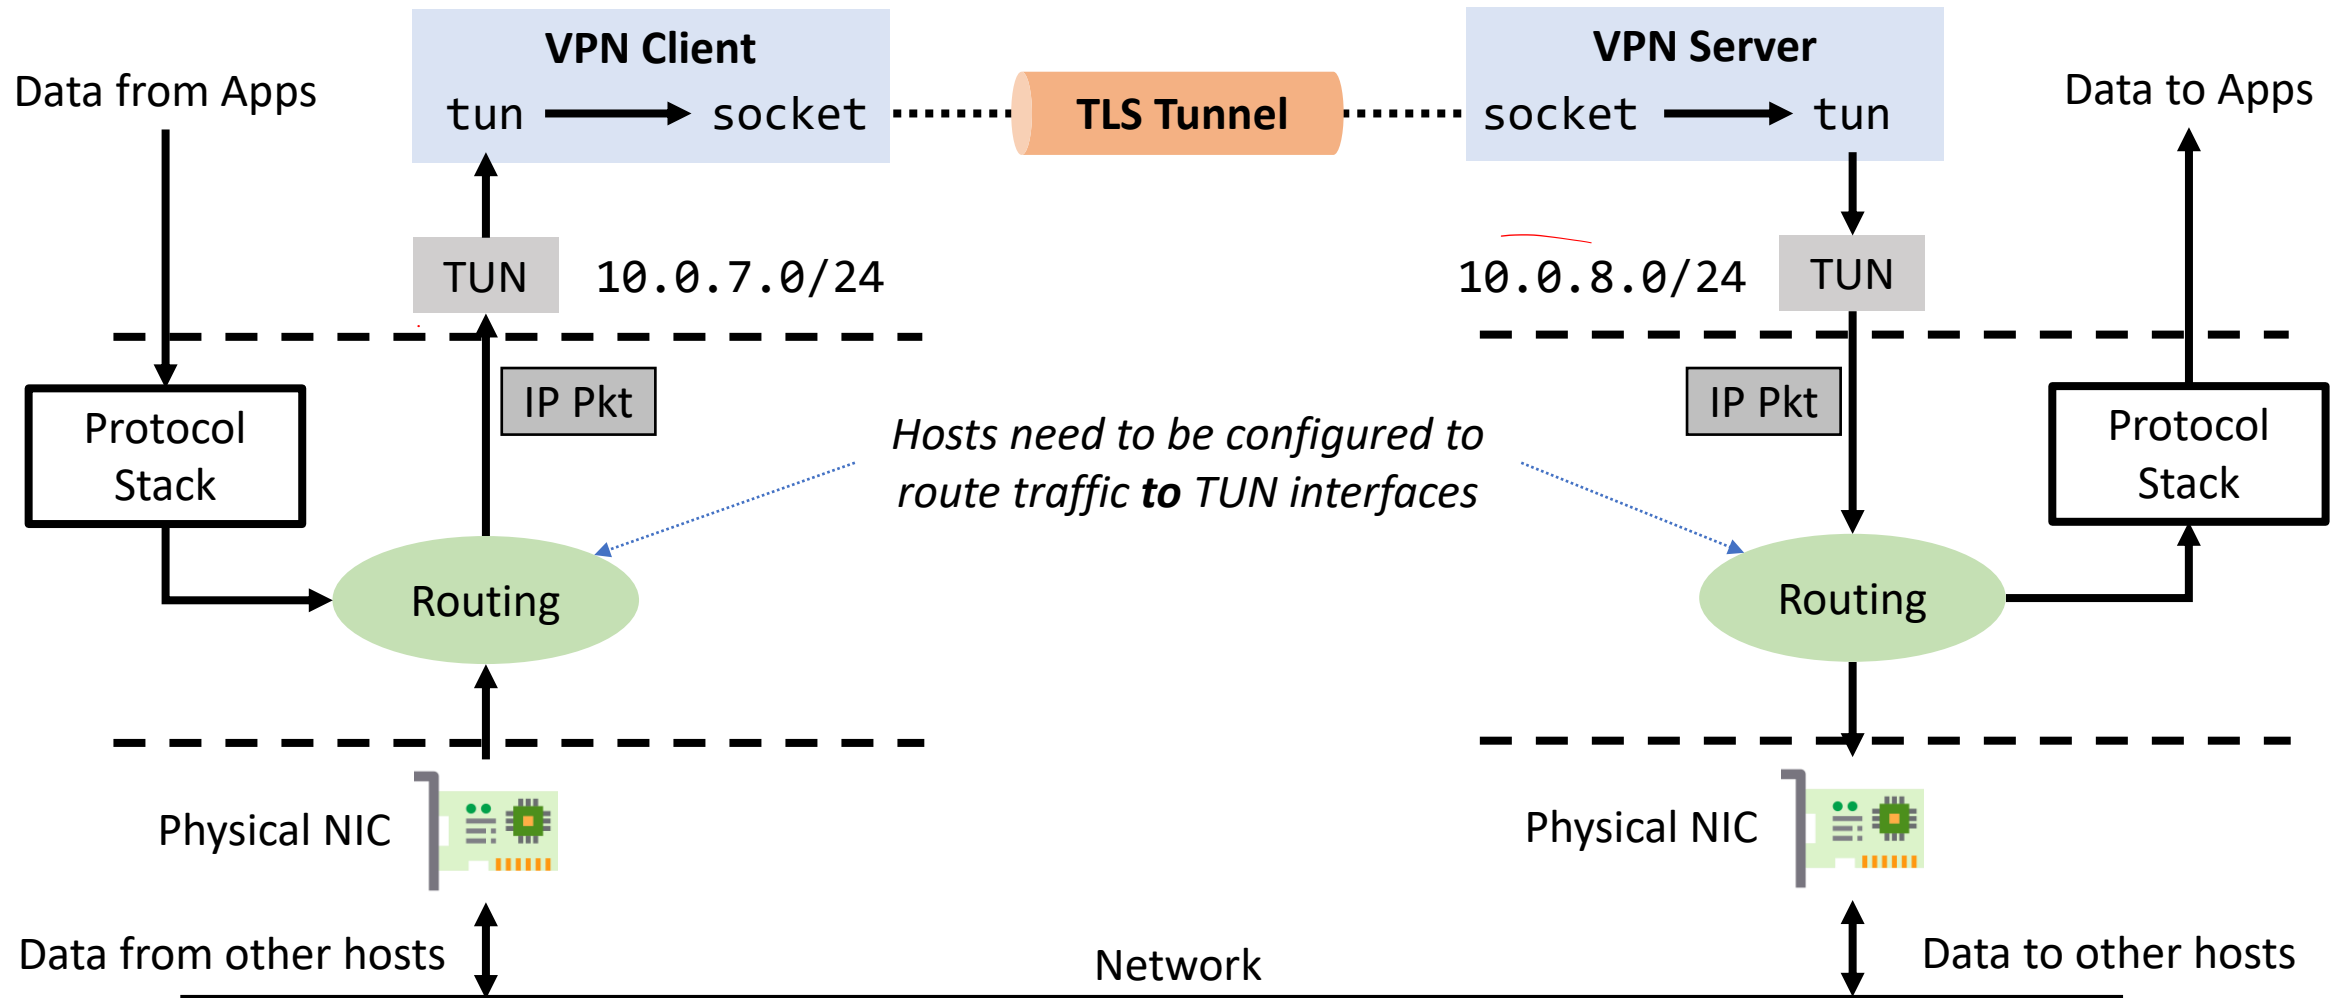 VPN Client
VPN Server
Data from Apps
tun
socket
TLS Tunnel
socket
tun
Data to Apps
TUN
10.0.7.0/24
10.0.8.0/24
TUN
IP Pkt
IP Pkt
Protocol
Stack
Hosts need to be configured to
route traffic to TUN interfaces
Protocol
Stack
Routing
Routing
Physical NIC
Physical NIC
Data from other hosts
Network
Data to other hosts